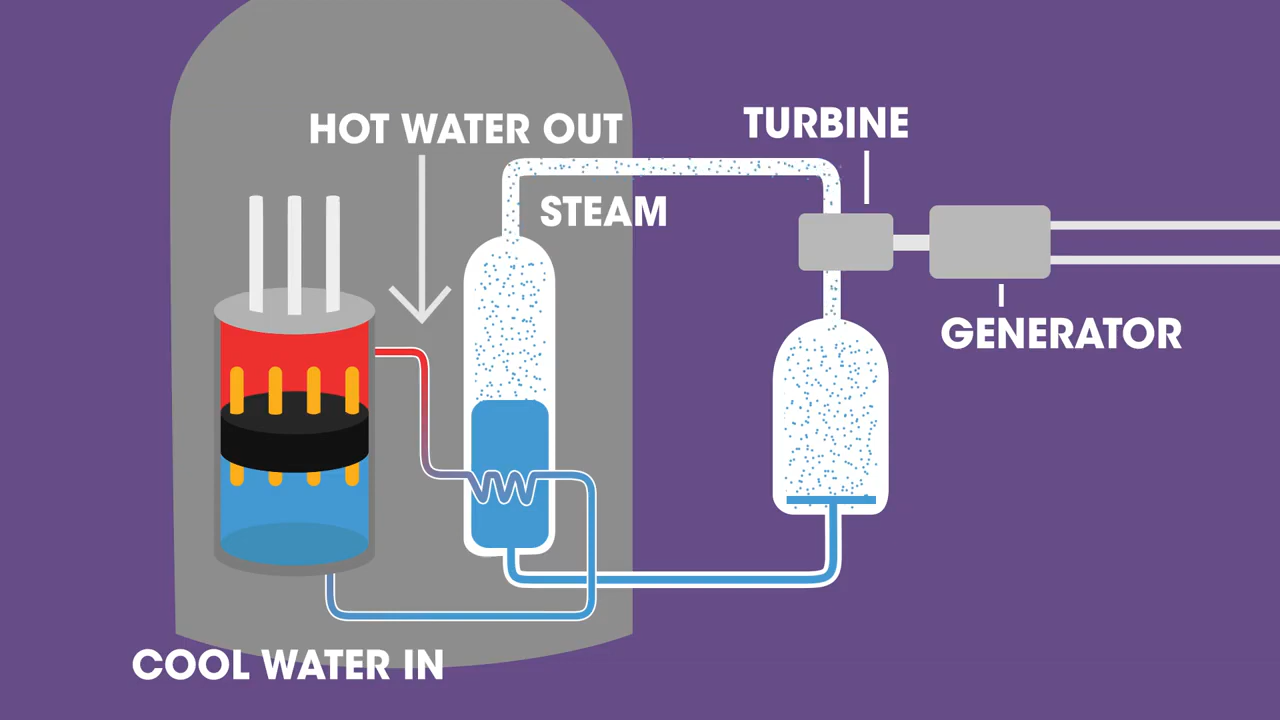 HOT WATER OUT
TURBINE
STEAM
GENERATOR
COOL WATER IN